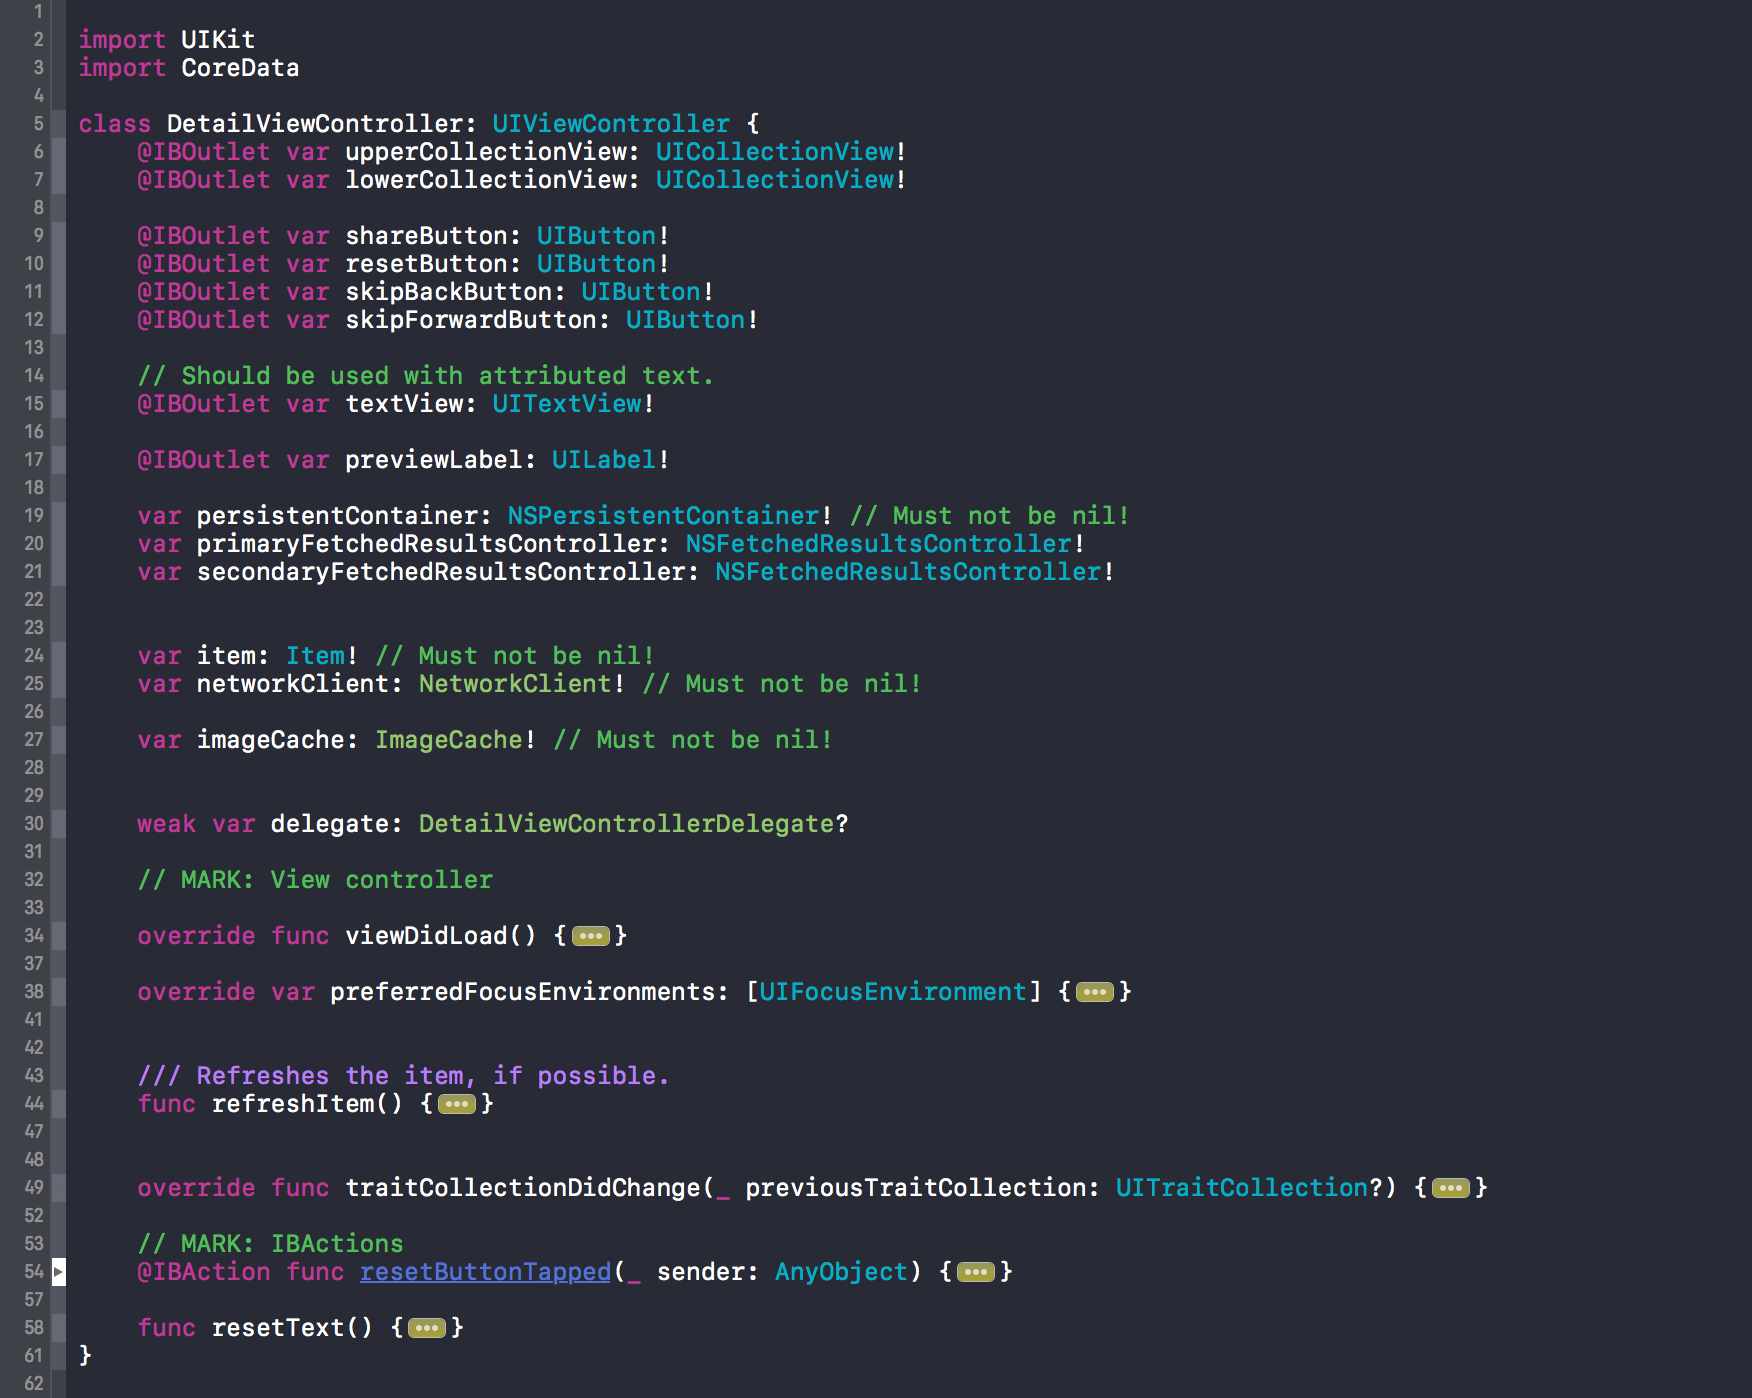 1
2 import UIKit
3 import CoreData
4
5 class DetailViewController: UIViewController {
6 @IBOutlet var upperCollectionView: UICollectionView!
7 @IBOutlet var lowerCollectionView: UICollectionView!
8
9 @IBOutlet var shareButton: UIButton!
10 @IBOutlet var resetButton: UIButton!
11 @IBOutlet var skipBackButton: UIButton!
12 @IBOutlet var skipForwardButton: UIButton!
13
14 // Should be used with attributed text.
15 @IBOutlet var textView: UITextView!
16
17 @IBOutlet var previewLabel: UILabel!
18
19 var persistentContainer: NSPersistentContainer! // Must not be nil!
20 var primaryFetchedResultsController: NSFetchedResultsController!
21 var secondaryFetchedResultsController: NSFetchedResultsController!
22
23
24 var item: Item! // Must not be nil!
25 var networkClient: NetworkClient! // Must not be nil!
26
27 var imageCache: ImageCache! // Must not be nil!
28
29
30 weak var delegate: DetailViewControllerDelegate?
31
32 // MARK: View controller
33
34 override func viewDidLoad() {•••}
37
38 override var preferredFocusEnvironments: [UIFocusEnvironment] {•••}
41
42
43 /// Refreshes the item, if possible.
44 func refreshItem() {•••}
47
48
49 override func traitCollectionDidChange(_ previousTraitCollection: UITraitCollection?) {•••}
52
53 // MARK: IBActions
54 @IBAction func resetButtonTapped(_ sender: AnyObject) {•••}
57
58 func resetText() {•••}
61 }
62